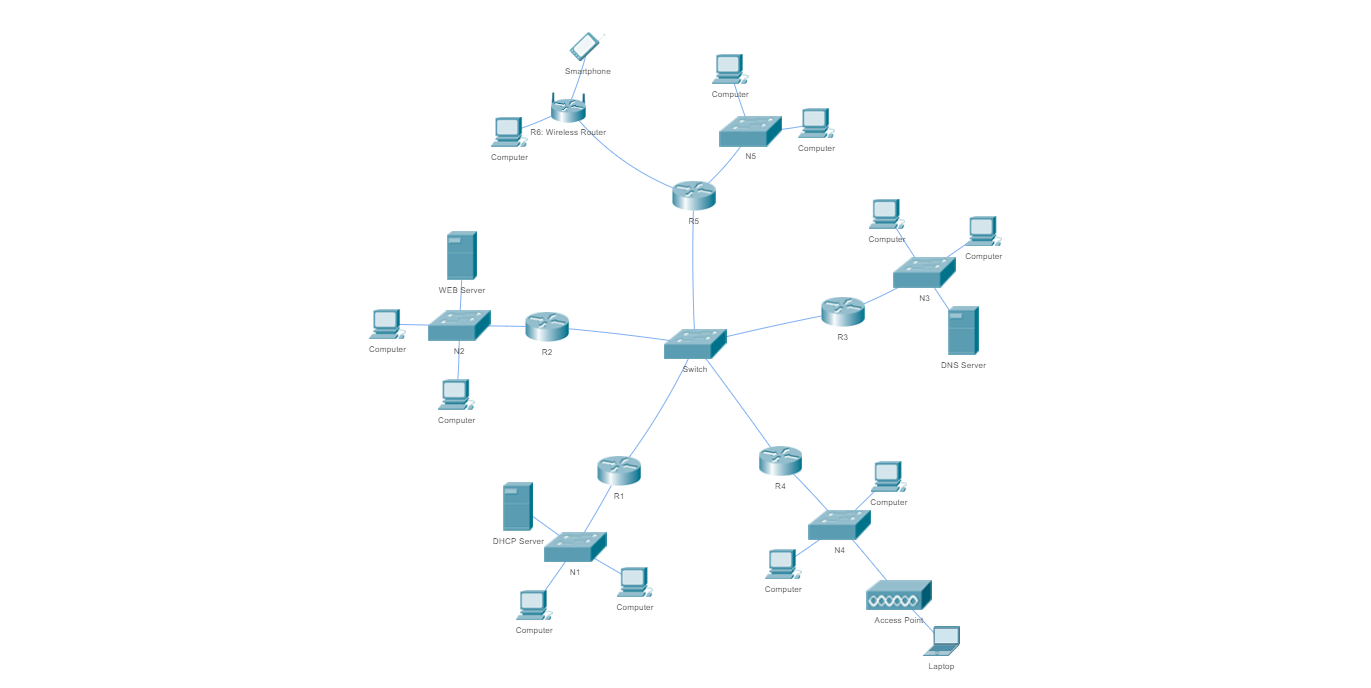 Smartphone
Computer
R6: Wireless Router
Computer
Computer
N5
R5
Computer
Computer
WEB Server
N3
R3
Computer
N2
R2
Switch
DNS Server
Computer
R1
R4
Computer
DHCP Server
N4
N1
Computer
Computer
Access Point
Computer
Laptop